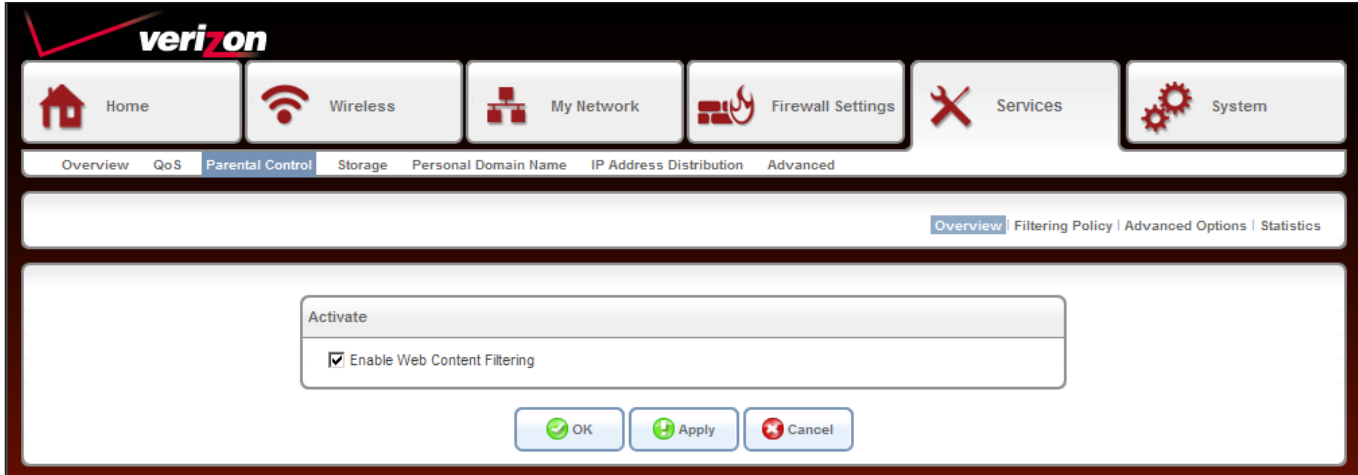 verizon
Home Wireless My Network Firewall Settings Services System
Overview QoS Parental Control Storage Personal Domain Name IP Address Distribution Advanced
Overview | Filtering Policy | Advanced Options | Statistics
Activate
Enable Web Content Filtering
OK Apply Cancel